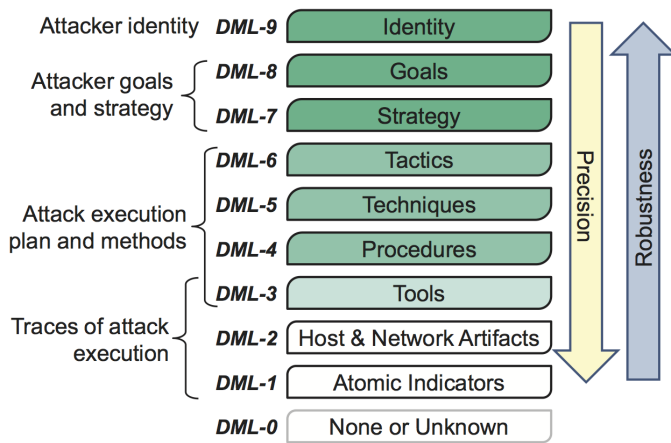 Attacker identity DML-9 Identity
DML-8 Goals
Attacker goals
and strategy
DML-7 Strategy
DML-6 Tactics
DML-5 Techniques
Attack execution
plan and methods
DML-4 Procedures
DML-3 Tools
Traces of attack
execution
DML-2 Host & Network Artifacts
DML-1 Atomic Indicators
DML-0 None or Unknown
Precision
Robustness